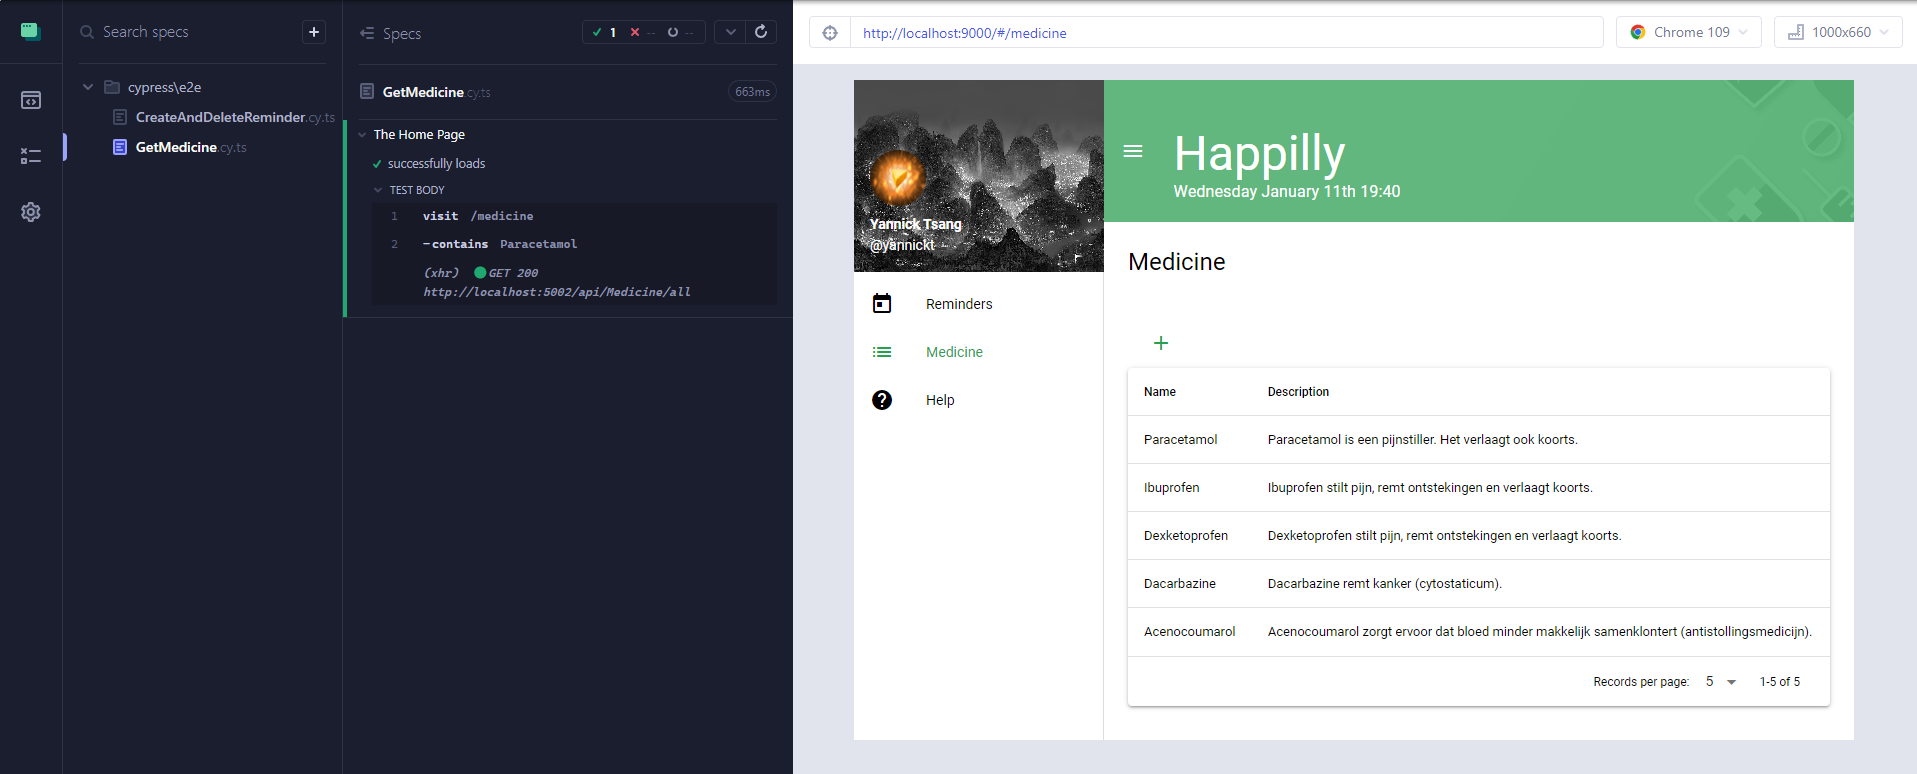 Search specs
+
cypress\e2e
CreateAndDeleteReminder.cy.ts
GetMedicine.cy.ts
Specs
1 -- --
GetMedicine.cy.ts
663ms
The Home Page
successfully loads
TEST BODY
1 visit /medicine
2 -contains Paracetamol
(xhr) GET 200
http://localhost:5002/api/Medicine/all
http://localhost:9000/#/medicine
Chrome 109
1000x660
Yannick Tsang
@yannickt
Happilly
Wednesday January 11th 19:40
Reminders
Medicine
Help
Medicine
+
Name Description
Paracetamol Paracetamol is een pijnstiller. Het verlaagt ook koorts.
Ibuprofen Ibuprofen stilt pijn, remt ontstekingen en verlaagt koorts.
Dexketoprofen Dexketoprofen stilt pijn, remt ontstekingen en verlaagt koorts.
Dacarbazine Dacarbazine remt kanker (cytostaticum).
Acenocoumarol Acenocoumarol zorgt ervoor dat bloed minder makkelijk samenklontert (antistollingsmedicijn).
Records per page: 5 1-5 of 5